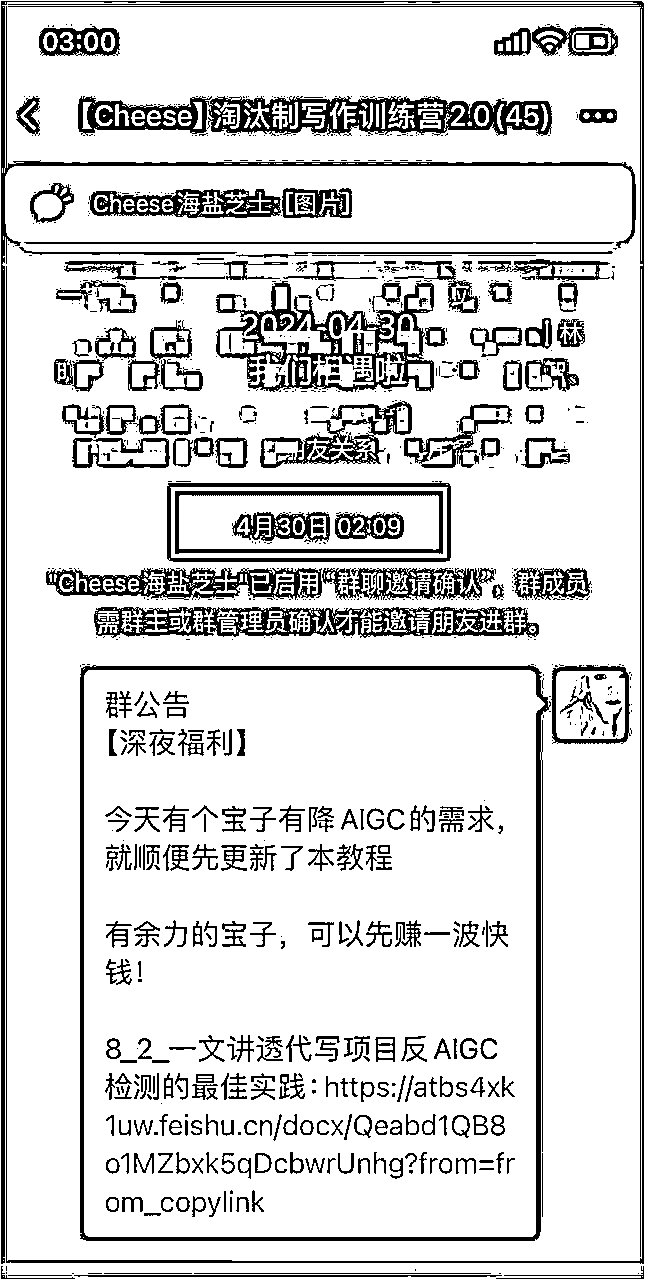 03:00
【Cheese】淘汰制写作训练营2.0(45)
Cheese海盐芝士: [图片]
2024-04-30
我们相遇啦
友关系
4月30日 02:09
"Cheese海盐芝士"已启用“群聊邀请确认”。群成员
需群主或群管理员确认才能邀请朋友进群。
群公告
【深夜福利】
今天有个宝子有降AIGC的需求,
就顺便先更新了本教程
有余力的宝子，可以先赚一波快
钱！
8_2_一文讲透代写项目反AIGC
检测的最佳实践：https://atbs4xk
1uw.feishu.cn/docx/Qeabd1QB8
o1MZbxk5qDcbwrUnhg?from=fr
om_copylink